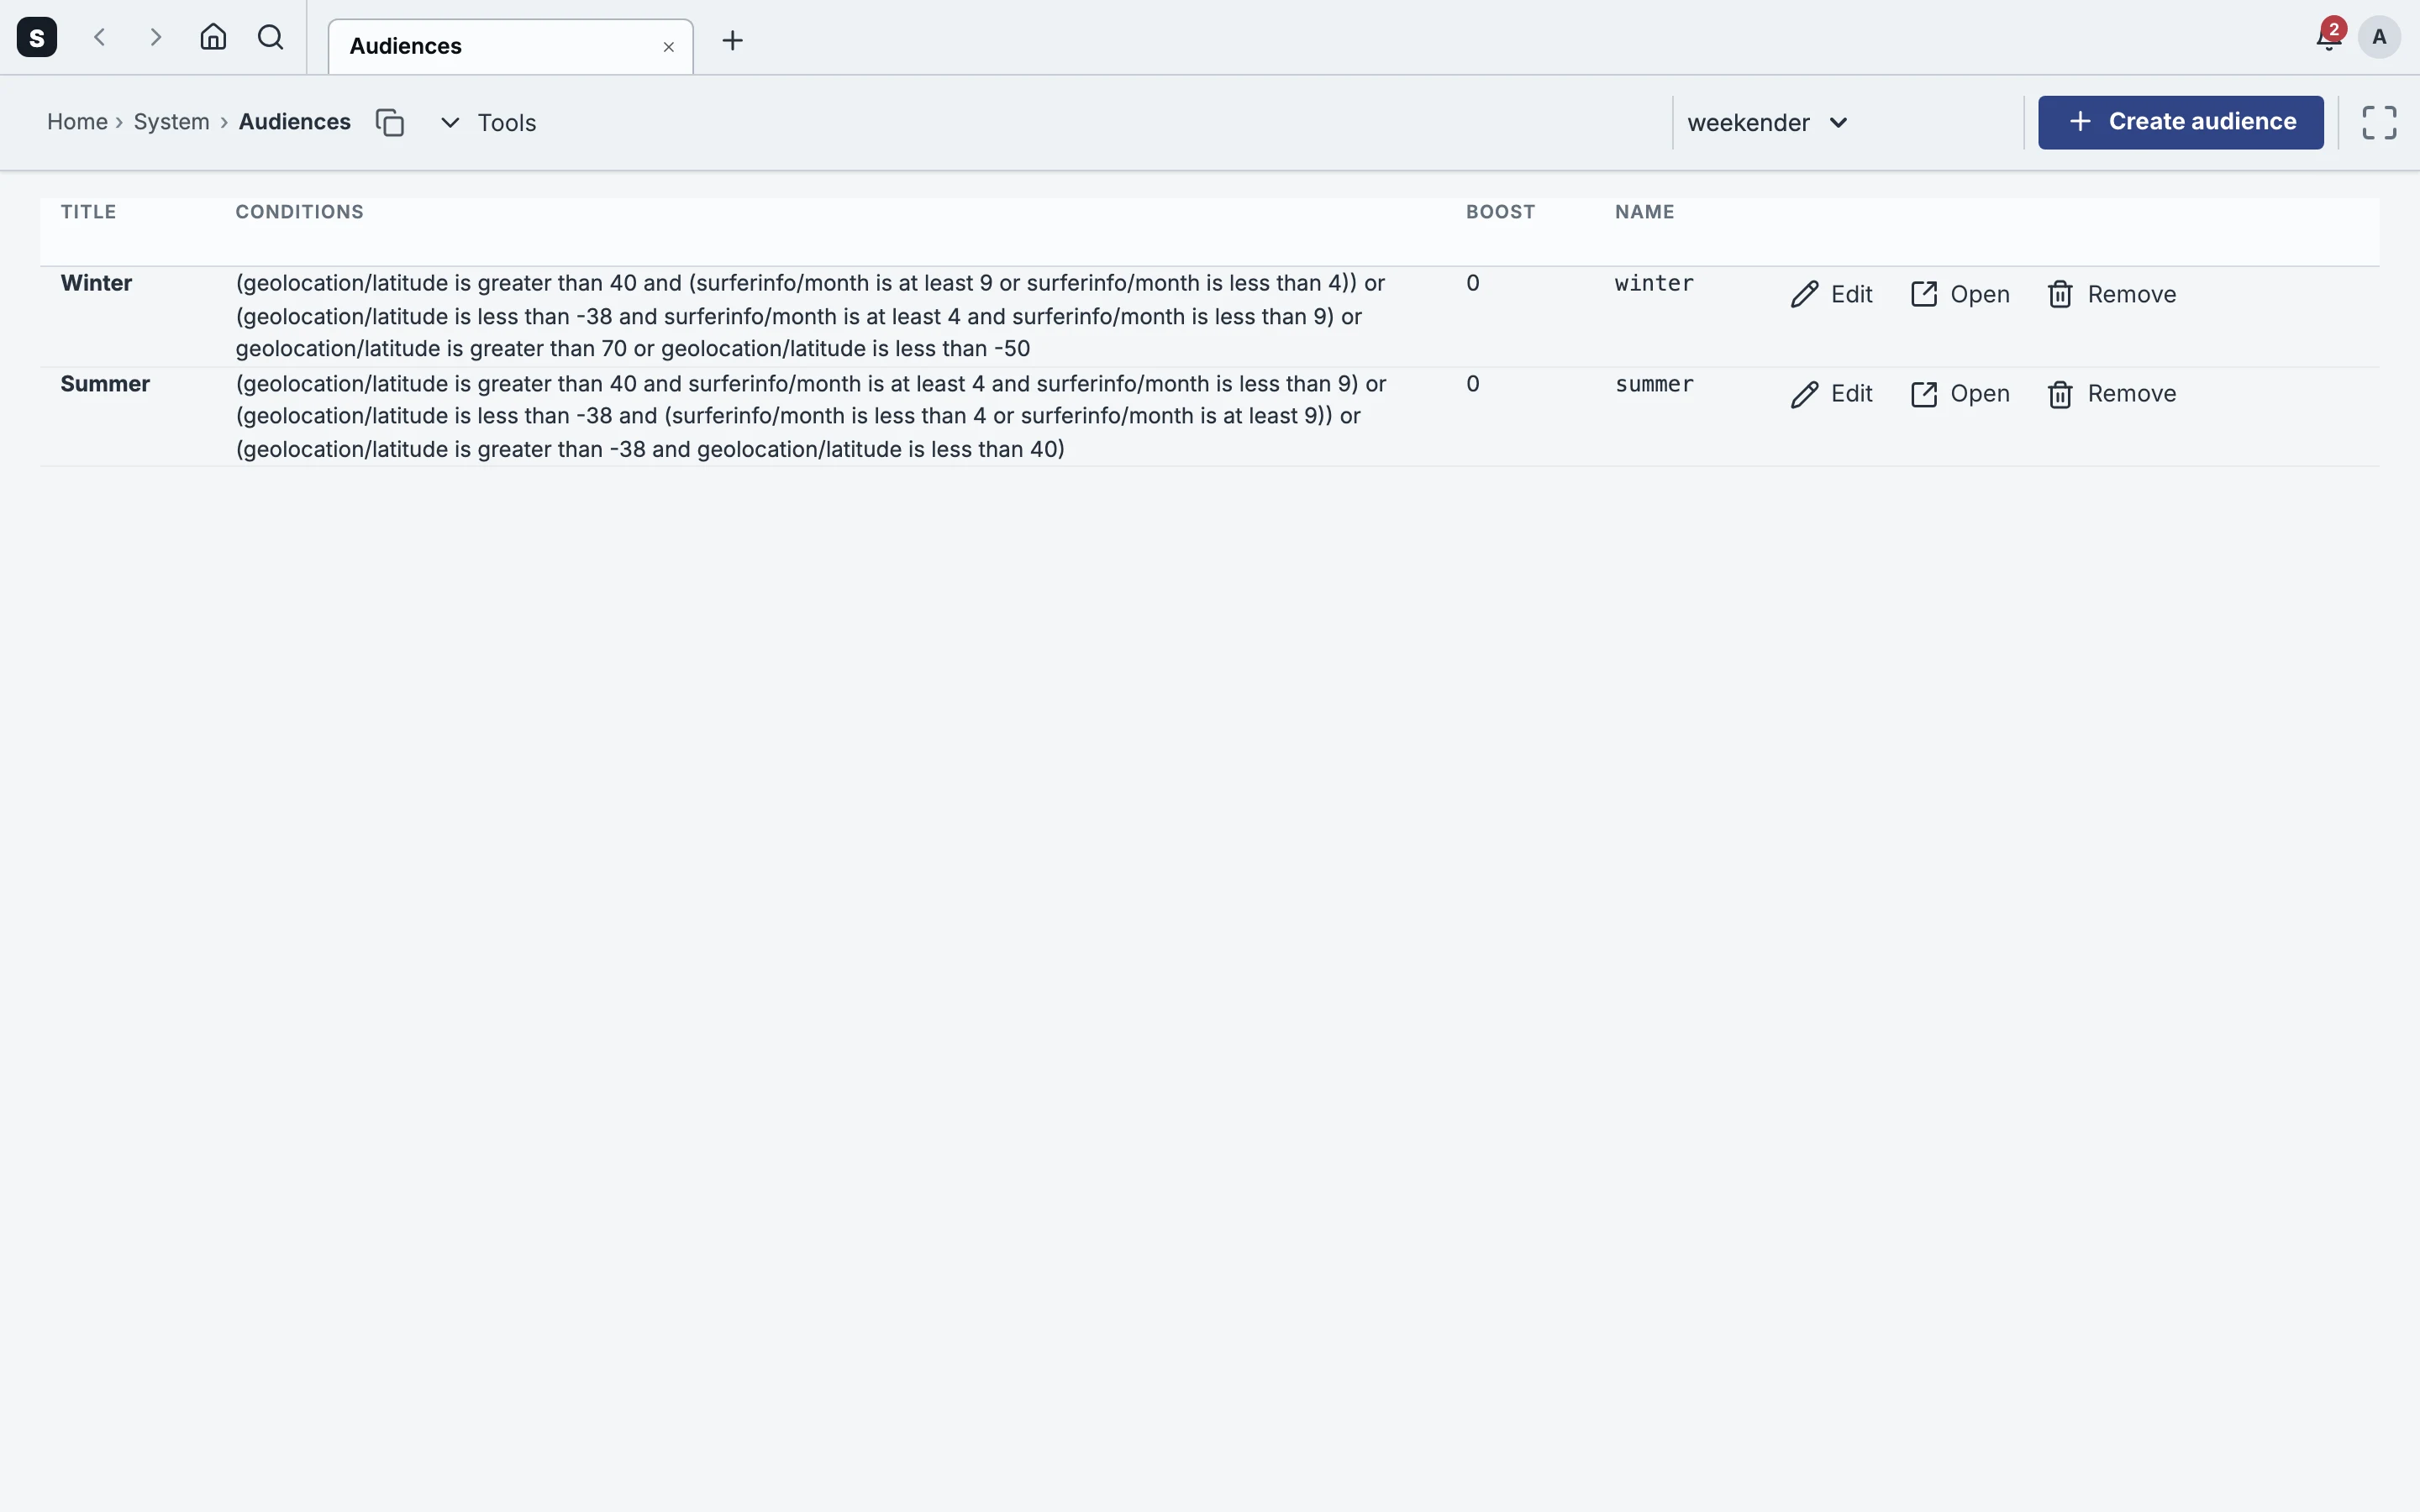 S
Audiences
2
A
Home › System › Audiences
Tools
weekender
Create audience
TITLE CONDITIONS BOOST NAME
Winter (geolocation/latitude is greater than 40 and (surferinfo/month is at least 9 or surferinfo/month is less than 4)) or 0 winter Edit Open Remove
(geolocation/latitude is less than -38 and surferinfo/month is at least 4 and surferinfo/month is less than 9) or
geolocation/latitude is greater than 70 or geolocation/latitude is less than -50
Summer (geolocation/latitude is greater than 40 and surferinfo/month is at least 4 and surferinfo/month is less than 9) or 0 summer Edit Open Remove
(geolocation/latitude is less than -38 and (surferinfo/month is less than 4 or surferinfo/month is at least 9)) or
(geolocation/latitude is greater than -38 and geolocation/latitude is less than 40)